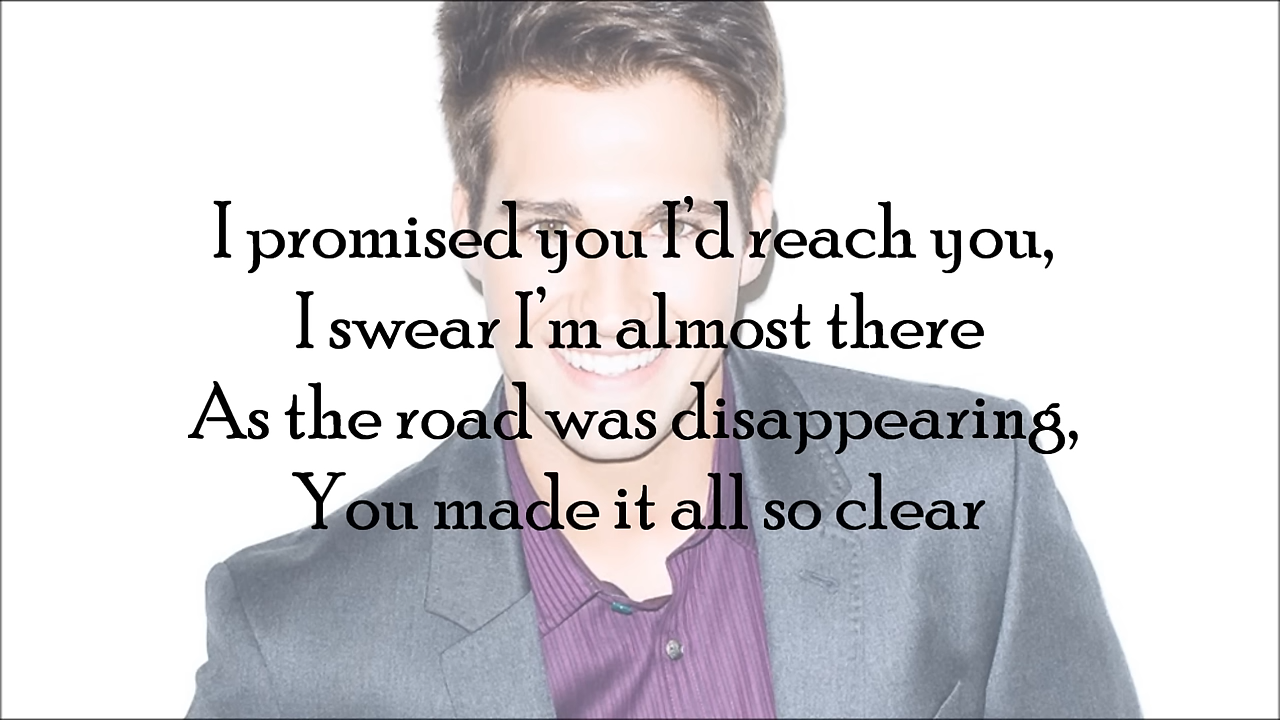 I promised you I'd reach you,
I swear I'm almost there
As the road was disappearing,
You made it all so clear